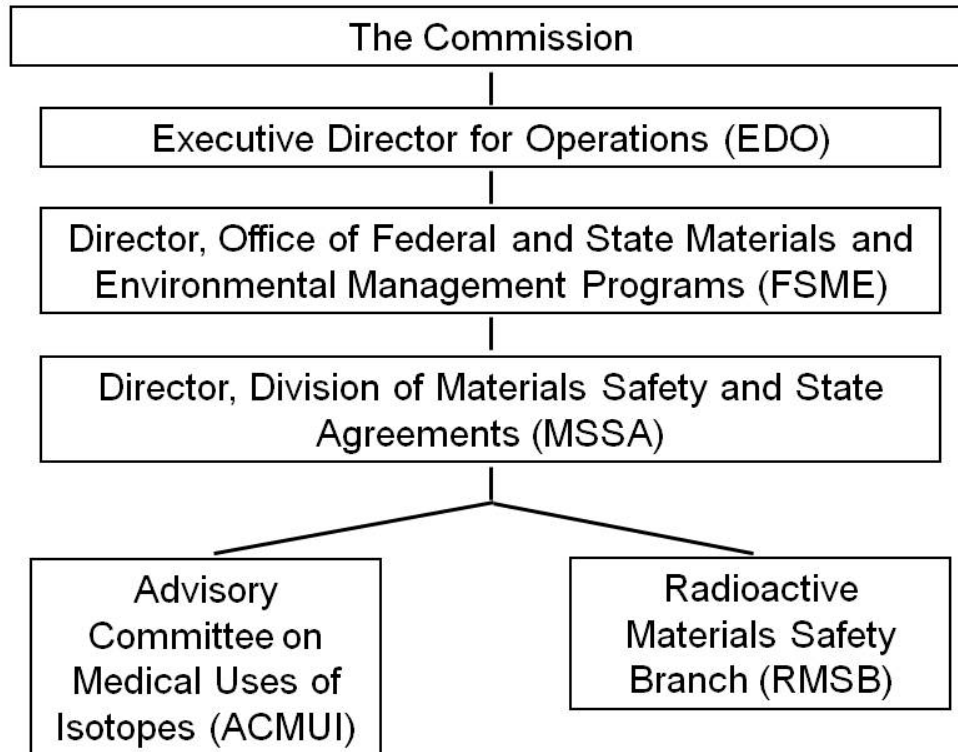 The Commission
Executive Director for Operations (EDO)
Director, Office of Federal and State Materials and
Environmental Management Programs (FSME)
Director, Division of Materials Safety and State
Agreements (MSSA)
Advisory
Committee on
Medical Uses of
Isotopes (ACMUI)
Radioactive
Materials Safety
Branch (RMSB)